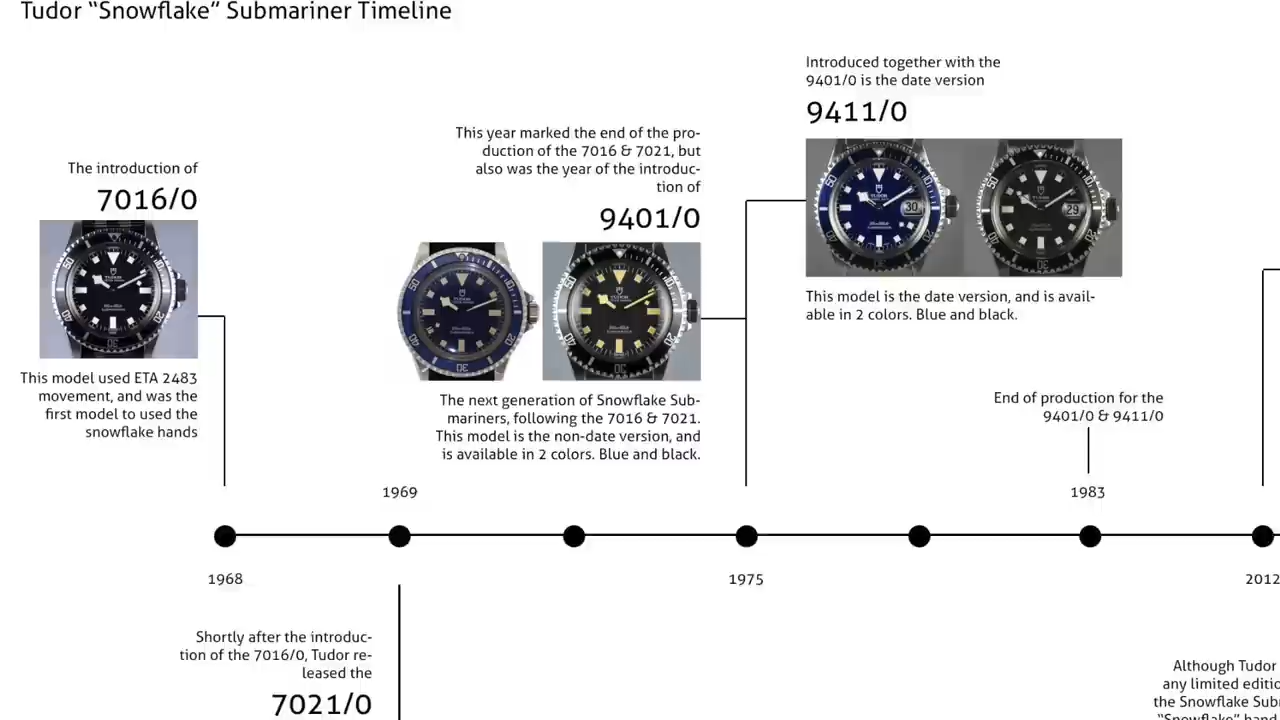 Tudor “Snowflake” Submariner Timeline
The introduction of
7016/0
This model used ETA 2483
movement, and was the
first model to used the
snowflake hands
This year marked the end of the pro-
duction of the 7016 & 7021, but
also was the year of the introduc-
tion of
9401/0
The next generation of Snowflake Sub-
mariners, following the 7016 & 7021.
This model is the non-date version, and
is available in 2 colors. Blue and black.
Introduced together with the
9401/0 is the date version
9411/0
30
29
This model is the date version, and is avail-
able in 2 colors. Blue and black.
End of production for the
9401/0 & 9411/0
1969
1983
1968
1975
2012
Shortly after the introduc-
tion of the 7016/0, Tudor re-
leased the
7021/0
Although Tudor
any limited editio
the Snowflake Sub
“Snowflake” hand